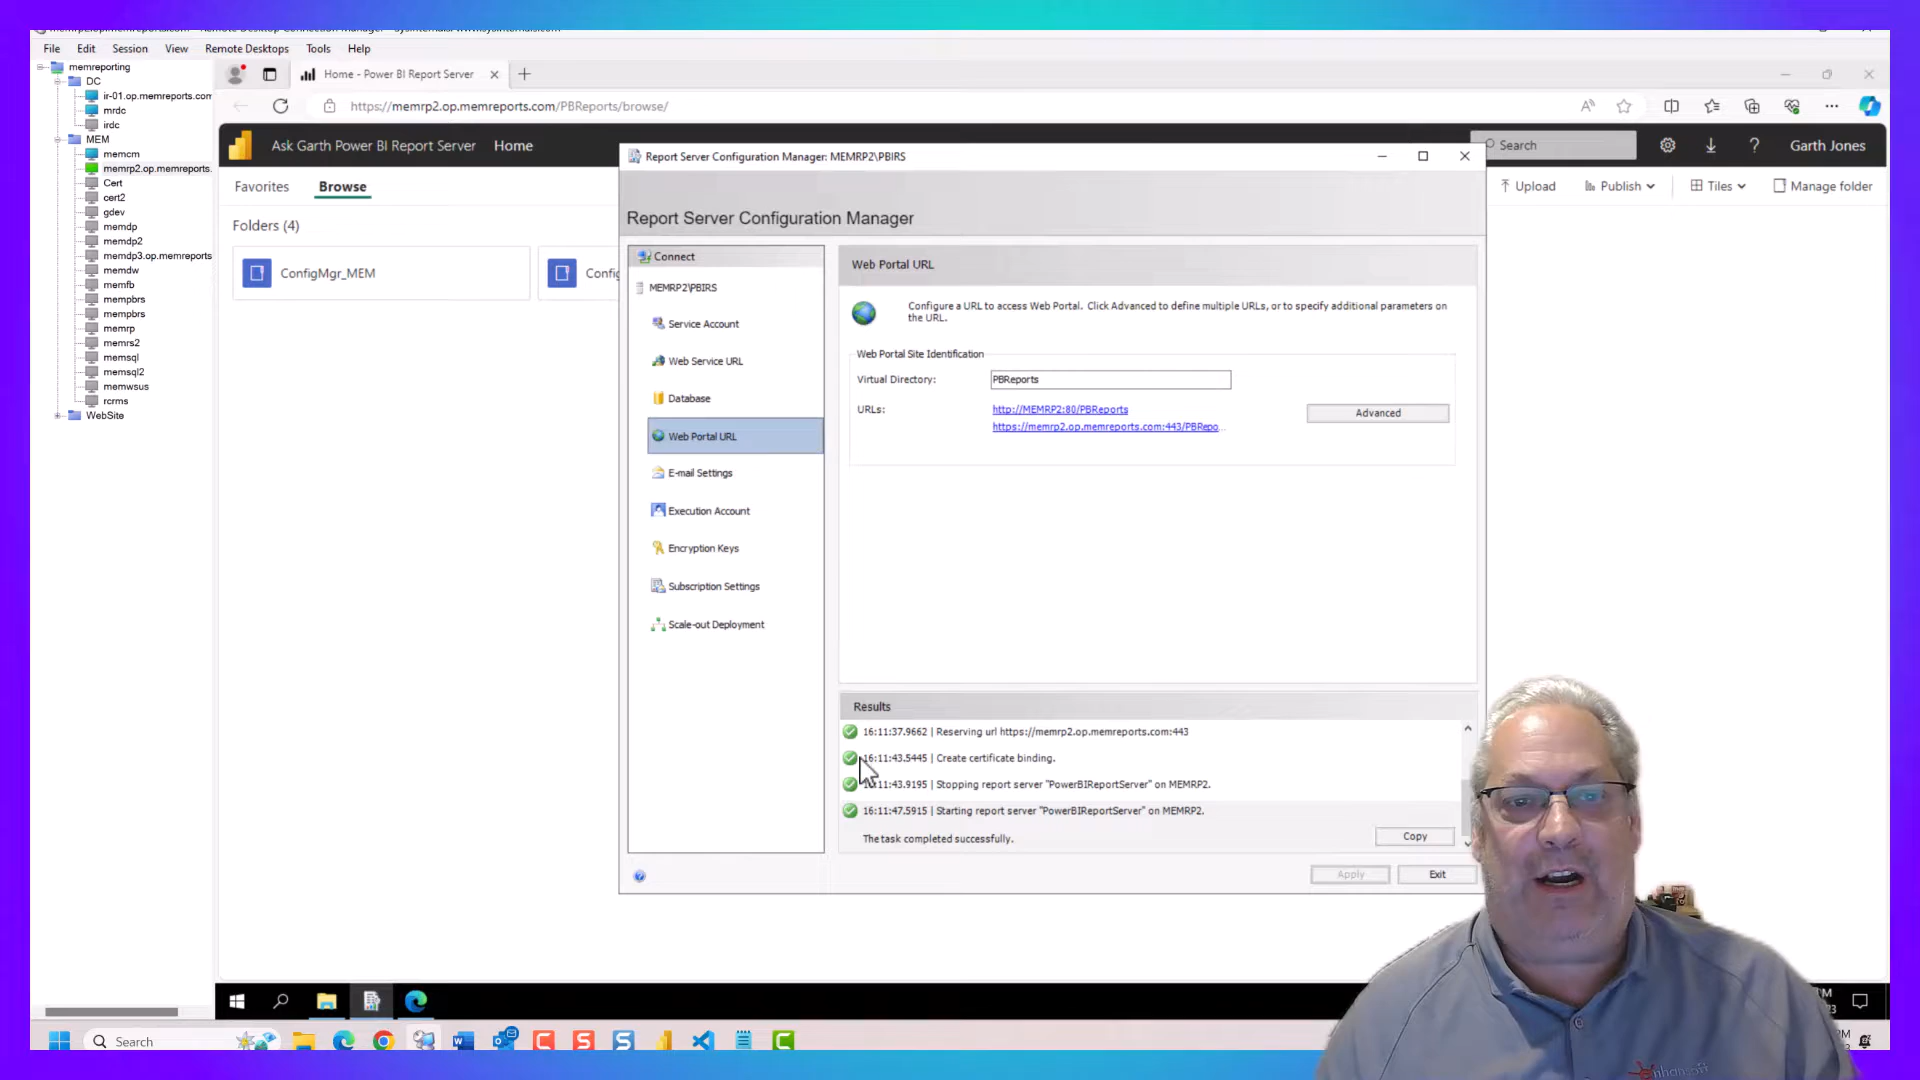 File Edit Session View Remote Desktops Tools Help
memreporting
DC
ir-01.op.memreports.com
mrdc
irdc
MEM
memcm
memrp2.op.memreports.
Cert
cert2
gdev
memdp
memdp2
memdp3.op.memreports
memdw
memfb
mempbrs
mempbrs
memrp
memrs2
memsql
memsql2
memwsus
rcrms
WebSite
Home - Power BI Report Server
https://memrp2.op.memreports.com/PBReports/browse/
Ask Garth Power BI Report Server Home
Search
Garth Jones
Favorites Browse
Upload Publish Tiles Manage folder
Folders (4)
ConfigMgr_MEM
Config
Report Server Configuration Manager: MEMRP2\PBIRS
Report Server Configuration Manager
Connect
MEMRP2\PBIRS
Service Account
Web Service URL
Database
Web Portal URL
E-mail Settings
Execution Account
Encryption Keys
Subscription Settings
Scale-out Deployment
Web Portal URL
Configure a URL to access Web Portal. Click Advanced to define multiple URLs, or to specify additional parameters on
the URL.
Web Portal Site Identification
Virtual Directory: PBReports
URLs: http://MEMRP2:80/PBReports
https://memrp2.op.memreports.com:443/PBRepo...
Advanced
Results
16:11:37.9662 | Reserving url https://memrp2.op.memreports.com:443
16:11:43.5445 | Create certificate binding.
16:11:43.9195 | Stopping report server "PowerBIReportServer" on MEMRP2.
16:11:47.5915 | Starting report server "PowerBIReportServer" on MEMRP2.
The task completed successfully.
Copy
Apply Exit
Search